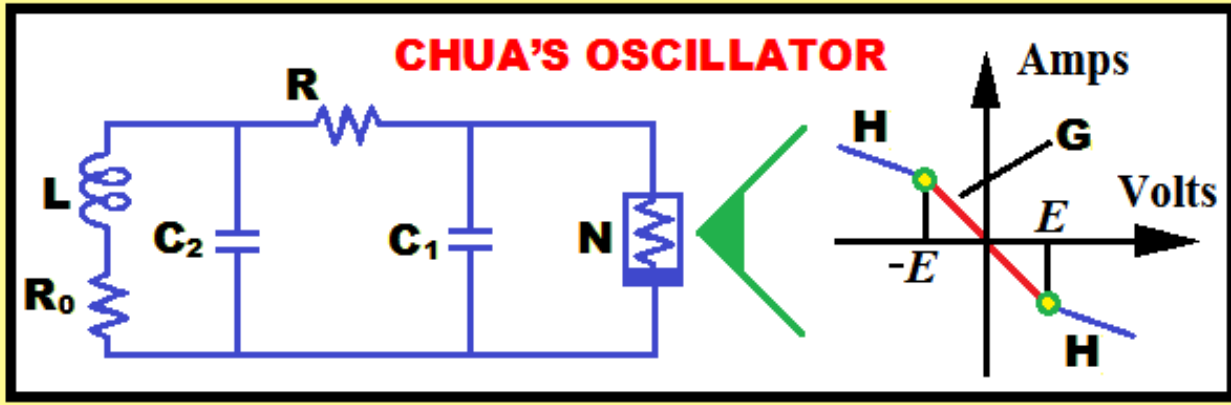 CHUA'S OSCILLATOR
R
L
R₀
C₂
C₁
N
Amps
H
G
Volts
E
-E
H